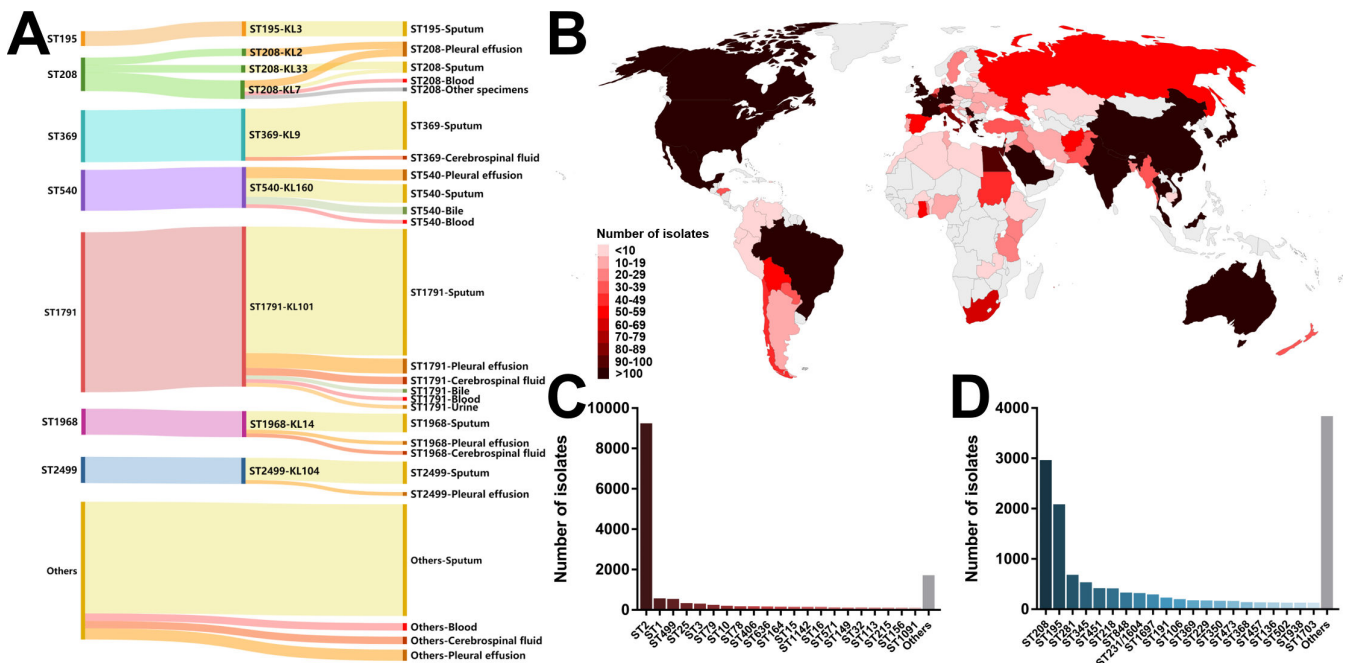 A
ST195
ST208
ST369
ST540
ST1791
ST1968
ST2499
Others
ST195-KL3
ST208-KL2
ST208-KL33
ST208-KL7
ST369-KL9
ST540-KL160
ST1791-KL101
ST1968-KL14
ST2499-KL104
ST195-Sputum
ST208-Pleural effusion
ST208-Sputum
ST208-Blood
ST208-Other specimens
ST369-Sputum
ST369-Cerebrospinal fluid
ST540-Pleural effusion
ST540-Sputum
ST540-Bile
ST540-Blood
ST1791-Sputum
ST1791-Pleural effusion
ST1791-Cerebrospinal fluid
ST1791-Bile
ST1791-Blood
ST1791-Urine
ST1968-Sputum
ST1968-Pleural effusion
ST1968-Cerebrospinal fluid
ST2499-Sputum
ST2499-Pleural effusion
Others-Sputum
Others-Blood
Others-Cerebrospinal fluid
Others-Pleural effusion
B
Number of isolates
<10
10-19
20-29
30-39
40-49
50-59
60-69
70-79
80-89
90-100
>100
C
Number of isolates
10000
8000
6000
4000
2000
0
ST2
ST1
ST499
ST25
ST3
ST79
ST10
ST78
ST406
ST636
ST164
ST15
ST1142
ST16
ST571
ST149
ST32
ST113
ST215
ST156
ST1091
Others
D
Number of isolates
4000
3000
2000
1000
0
ST208
ST195
ST281
ST345
ST451
ST218
ST848
ST231/1604
ST1697
ST191
ST106
ST369
ST229
ST350
ST473
ST368
ST457
ST136
ST502
ST938
ST1703
Others